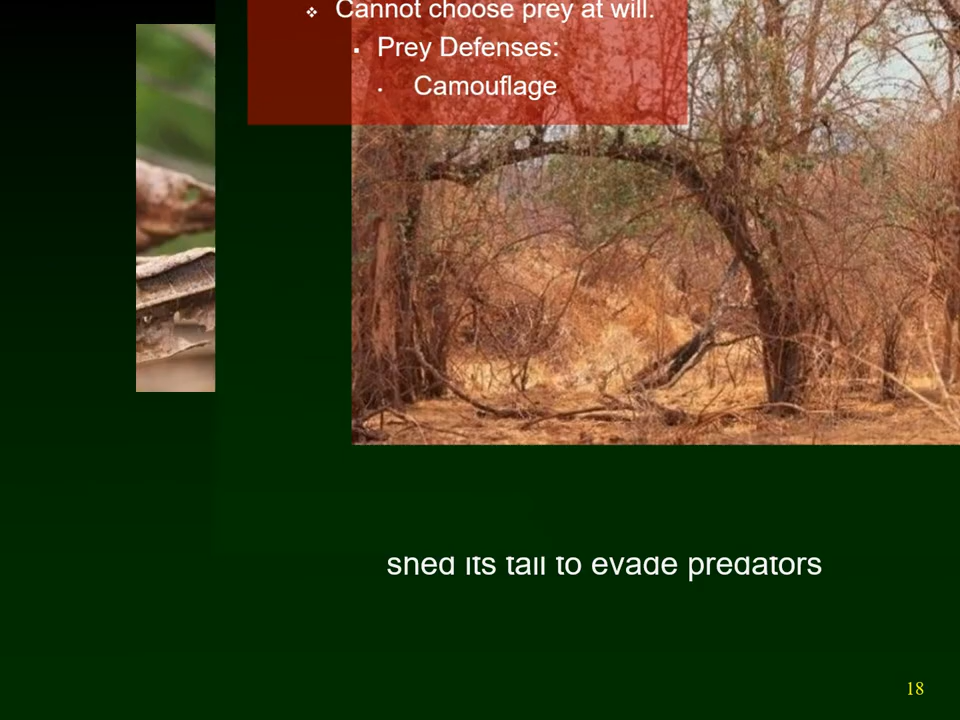 Cannot choose prey at will.
Prey Defenses:
Camouflage
shed its tail to evade predators
18